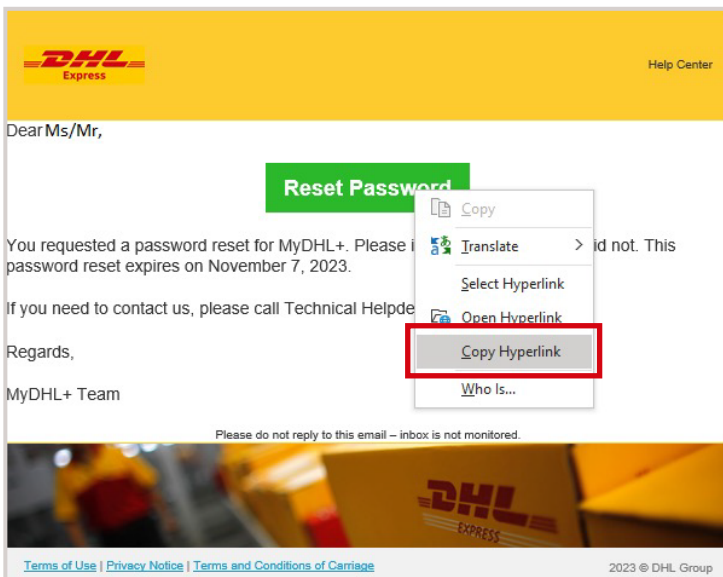 DHL
Express
Help Center
Dear Ms/Mr,
Reset Password
Copy
Translate >
Select Hyperlink
Open Hyperlink
Copy Hyperlink
Who Is...
You requested a password reset for MyDHL+. Please did not. This
password reset expires on November 7, 2023.
If you need to contact us, please call Technical
Regards,
MyDHL+ Team
Please do not reply to this email – inbox is not monitored.
DHL
EXPRESS
Terms of Use | Privacy Notice | Terms and Conditions of Carriage
2023 © DHL Group